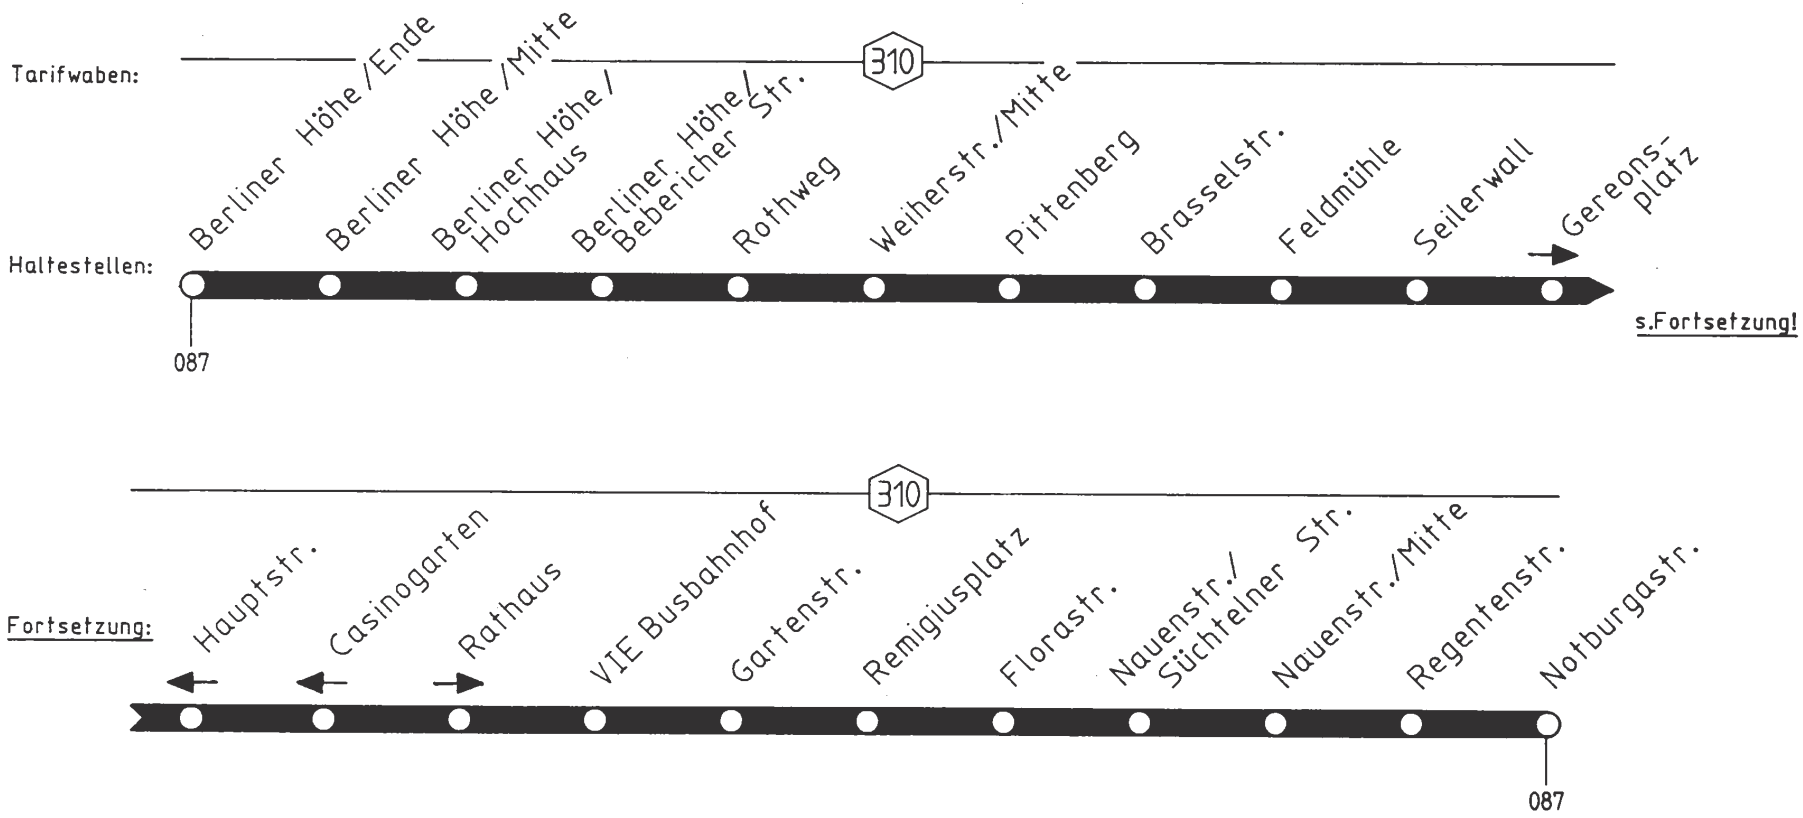 Tarifwaben:
310
Berliner Höhe/Ende
Berliner Höhe/Mitte
Berliner Höhe/
Hochhaus
Berliner Höhe/
Bebericher Str.
Rothweg
Weiherstr./Mitte
Pittenberg
Brasselstr.
Feldmühle
Seilerwall
Gereons-
platz
Haltestellen:
s.Fortsetzung!
087
310
Hauptstr.
Casinogarten
Rathaus
VIE Busbahnhof
Gartenstr.
Remigiusplatz
Florastr.
Nauenstr./
Süchtelner Str.
Nauenstr./Mitte
Regentenstr.
Notburgastr.
Fortsetzung:
087